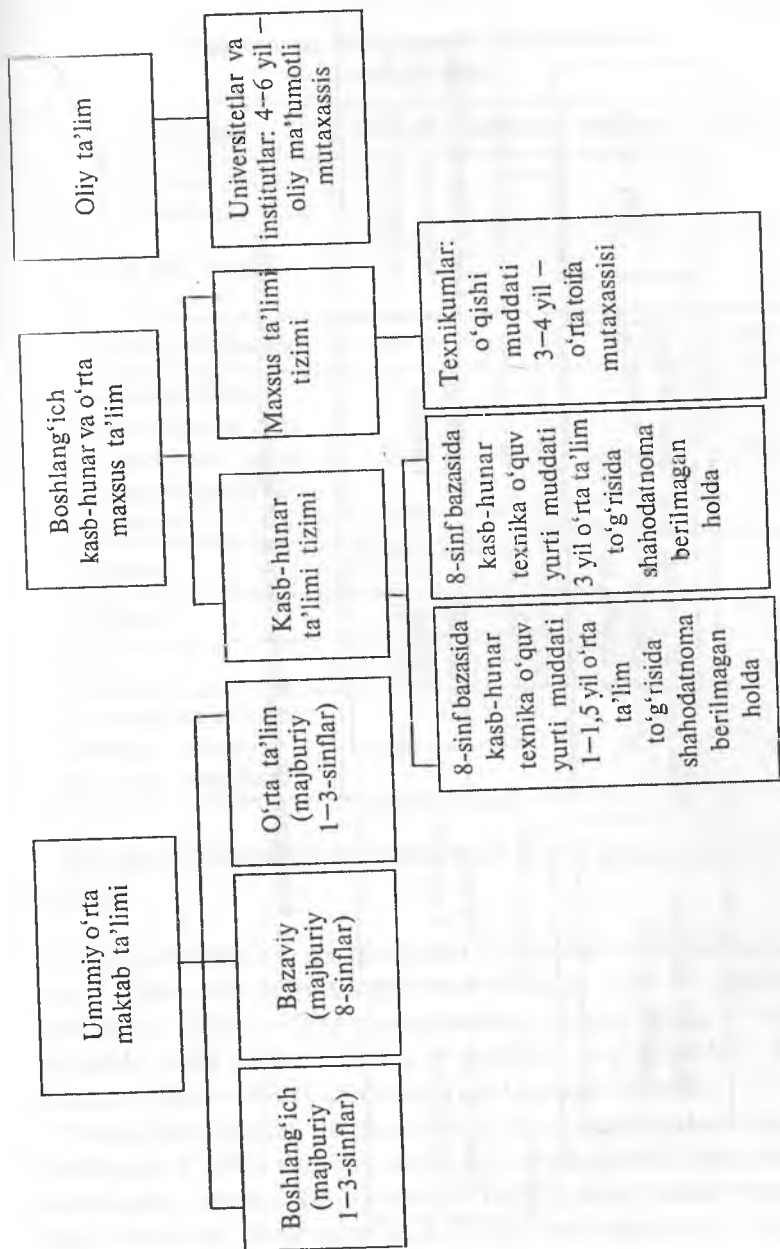 Umumiy o‘rta
maktab ta’limi
Boshlang‘ich
(majburiy
1–3-sinflar)
Bazaviy
(majburiy
8-sinflar)
O‘rta ta’lim
(majburiy
1–3-sinflar)
Boshlang‘ich
kasb-hunar va o‘rta
maxsus ta’lim
Kasb-hunar
ta’limi tizimi
8-sinf bazasida
kasb-hunar
texnika o‘quv
yurti muddati
1–1,5 yil o‘rta
ta’lim
to‘g‘risida
shahodatnoma
berilmagan
holda
8-sinf bazasida
kasb-hunar
texnika o‘quv
yurti muddati
3 yil o‘rta ta’lim
to‘g‘risida
shahodatnoma
berilmagan
holda
Maxsus ta’limi
tizimi
Texnikumlar:
o‘qishi
muddati
3–4 yil –
o‘rta toifa
mutaxassisi
Oliy ta’lim
Universitetlar va
institutlar: 4–6 yil –
oliy ma’lumotli
mutaxassis